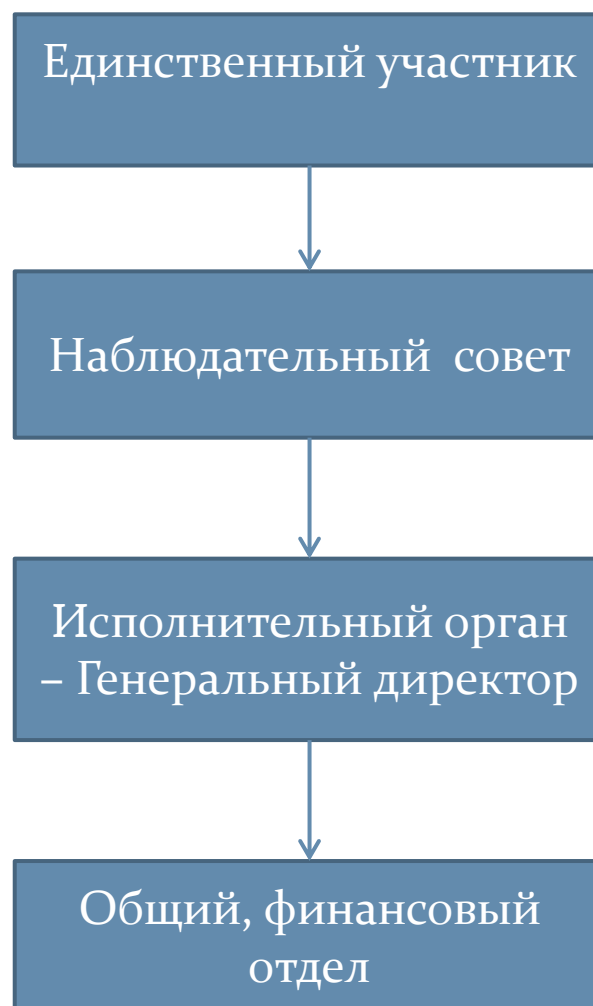 Единственный участник
Наблюдательный  совет
Исполнительный орган
– Генеральный директор
Общий, финансовый
отдел